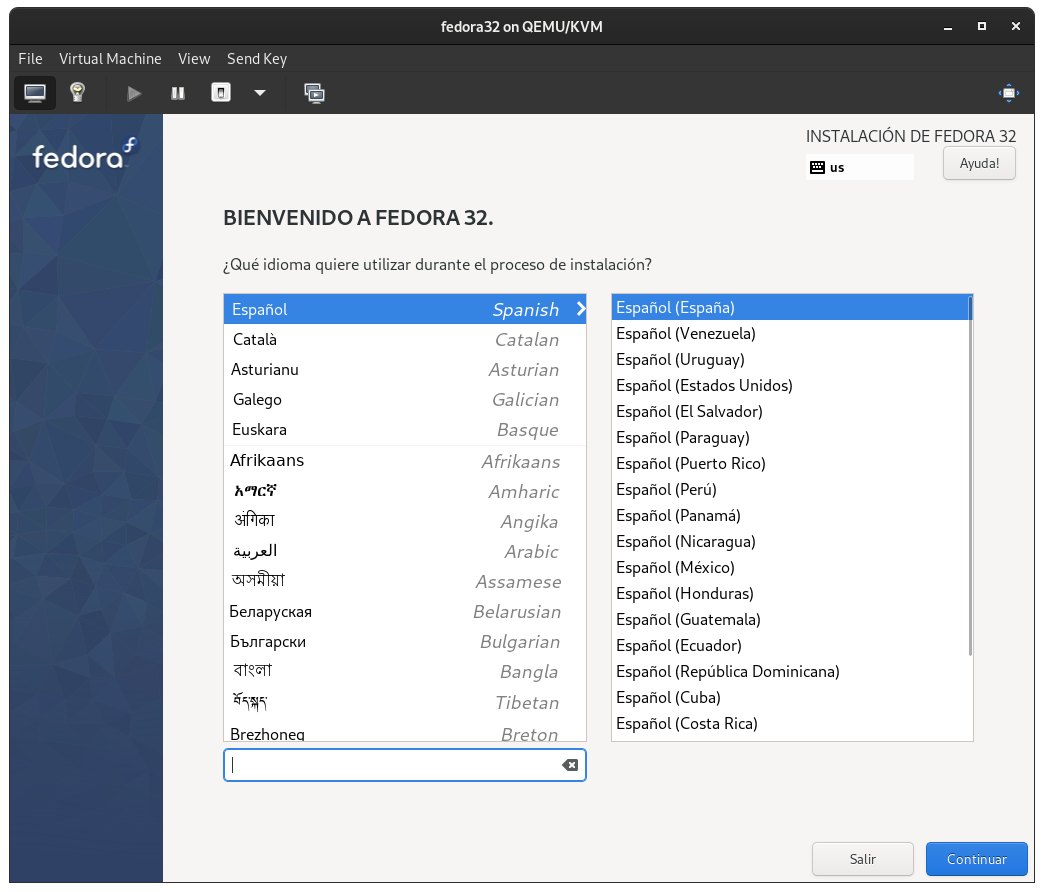 fedora32 on QEMU/KVM
File Virtual Machine View Send Key
fedora
INSTALACIÓN DE FEDORA 32
us
Ayuda!
BIENVENIDO A FEDORA 32.
¿Qué idioma quiere utilizar durante el proceso de instalación?
Español Spanish
Català Catalan
Asturianu Asturian
Galego Galician
Euskara Basque
Afrikaans Afrikaans
አማርኛ Amharic
अंगिका Angika
العربية Arabic
অসমীয়া Assamese
Беларуская Belarusian
Български Bulgarian
বাংলা Bangla
བོད་སྐད་ Tibetan
Brezhoneg Breton
Español (España)
Español (Venezuela)
Español (Uruguay)
Español (Estados Unidos)
Español (El Salvador)
Español (Paraguay)
Español (Puerto Rico)
Español (Perú)
Español (Panamá)
Español (Nicaragua)
Español (México)
Español (Honduras)
Español (Guatemala)
Español (Ecuador)
Español (República Dominicana)
Español (Cuba)
Español (Costa Rica)
Salir
Continuar